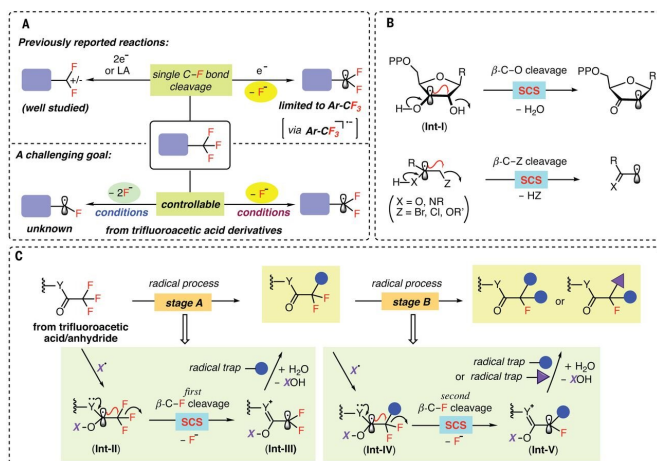 A
Previously reported reactions:
2e⁻
or LA
single C–F bond
cleavage
e⁻
– F⁻
F
+/-
F
(well studied)
F
F
limited to Ar-CF₃
[ via Ar-CF₃ ]•–
F
F
F
A challenging goal:
– 2F⁻
conditions
controllable
– F⁻
conditions
F
unknown
from trifluoroacetic acid derivatives
F
F
B
PPO
O
R
H–O
OH
(Int-I)
β-C–O cleavage
SCS
– H₂O
PPO
O
R
O
R
H–X
Z
(X = O, NR
Z = Br, Cl, OR')
β-C–Z cleavage
SCS
– HZ
R
X
C
Y
O
F
F
F
from trifluoroacetic
acid/anhydride
radical process
stage A
Y
O
F
F
radical process
stage B
Y
O
F
or
Y
O
F
X•
radical trap
+ H₂O
– XOH
X•
radical trap
or radical trap
+ H₂O
– XOH
Y
X–O
F
F
F
(Int-II)
first
β-C–F cleavage
SCS
– F⁻
Y⁺
X–O
F
F
(Int-III)
Y
X–O
F
F
(Int-IV)
second
β-C–F cleavage
SCS
– F⁻
Y⁺
X–O
F
(Int-V)